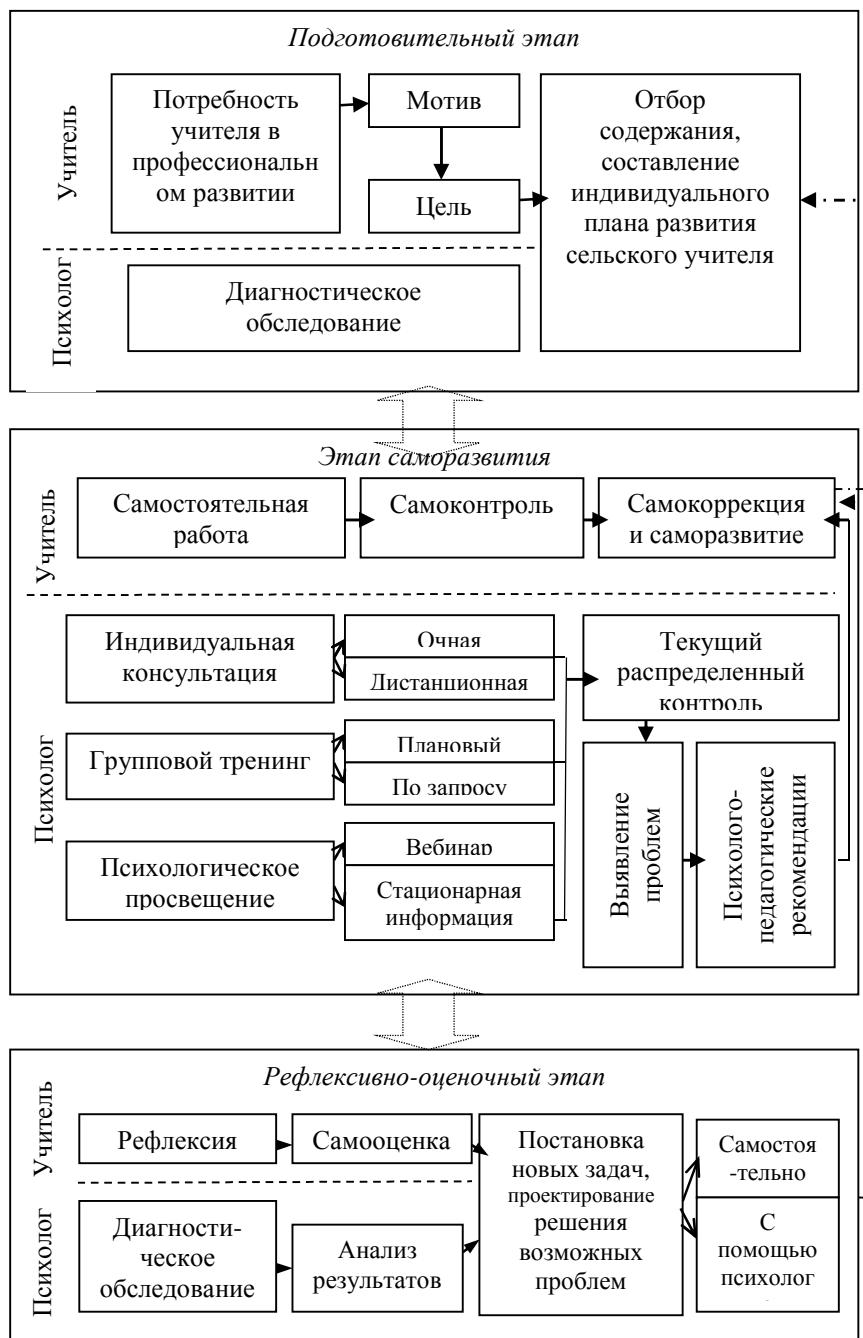 Подготовительный этап
Учитель
Потребность
учителя в
профессиональн
ом развитии
Мотив
Цель
Отбор
содержания,
составление
индивидуального
плана развития
сельского учителя
Психолог
Диагностическое
обследование
Этап саморазвития
Учитель
Самостоятельная
работа
Самоконтроль
Самокоррекция
и саморазвитие
Психолог
Индивидуальная
консультация
Очная
Дистанционная
Групповой тренинг
Плановый
По запросу
Психологическое
просвещение
Вебинар
Стационарная
информация
Текущий
распределенный
контроль
Выявление
проблем
Психолого-
педагогические
рекомендации
Рефлексивно-оценочный этап
Учитель
Рефлексия
Самооценка
Психолог
Диагности-
ческое
обследование
Анализ
результатов
Постановка
новых задач,
проектирование
решения
возможных
проблем
Самостоя
-тельно
С
помощью
психолог